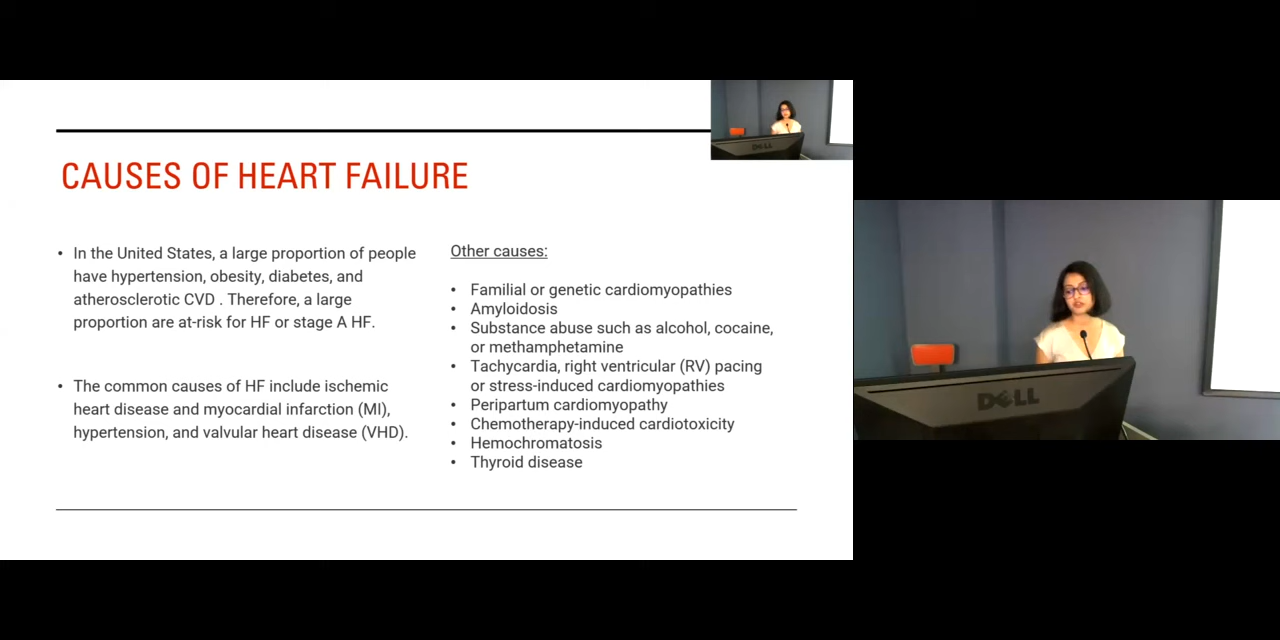 CAUSES OF HEART FAILURE
• In the United States, a large proportion of people
have hypertension, obesity, diabetes, and
atherosclerotic CVD . Therefore, a large
proportion are at-risk for HF or stage A HF.
• The common causes of HF include ischemic
heart disease and myocardial infarction (MI),
hypertension, and valvular heart disease (VHD).
Other causes:
• Familial or genetic cardiomyopathies
• Amyloidosis
• Substance abuse such as alcohol, cocaine,
or methamphetamine
• Tachycardia, right ventricular (RV) pacing
or stress-induced cardiomyopathies
• Peripartum cardiomyopathy
• Chemotherapy-induced cardiotoxicity
• Hemochromatosis
• Thyroid disease
DELL
DELL